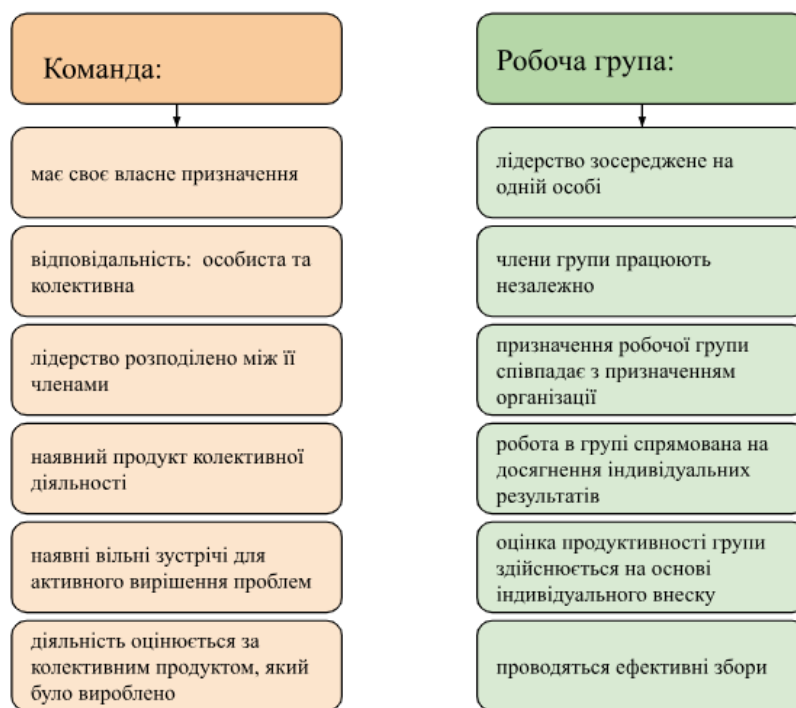 Команда:
має своє власне призначення
відповідальність: особиста та
колективна
лідерство розподілено між її
членами
наявний продукт колективної
діяльності
наявні вільні зустрічі для
активного вирішення проблем
діяльність оцінюється за
колективним продуктом, який
було вироблено
Робоча група:
лідерство зосереджене на
одній особі
члени групи працюють
незалежно
призначення робочої групи
співпадає з призначенням
організації
робота в групі спрямована на
досягнення індивідуальних
результатів
оцінка продуктивності групи
здійснюється на основі
індивідуального внеску
проводяться ефективні збори